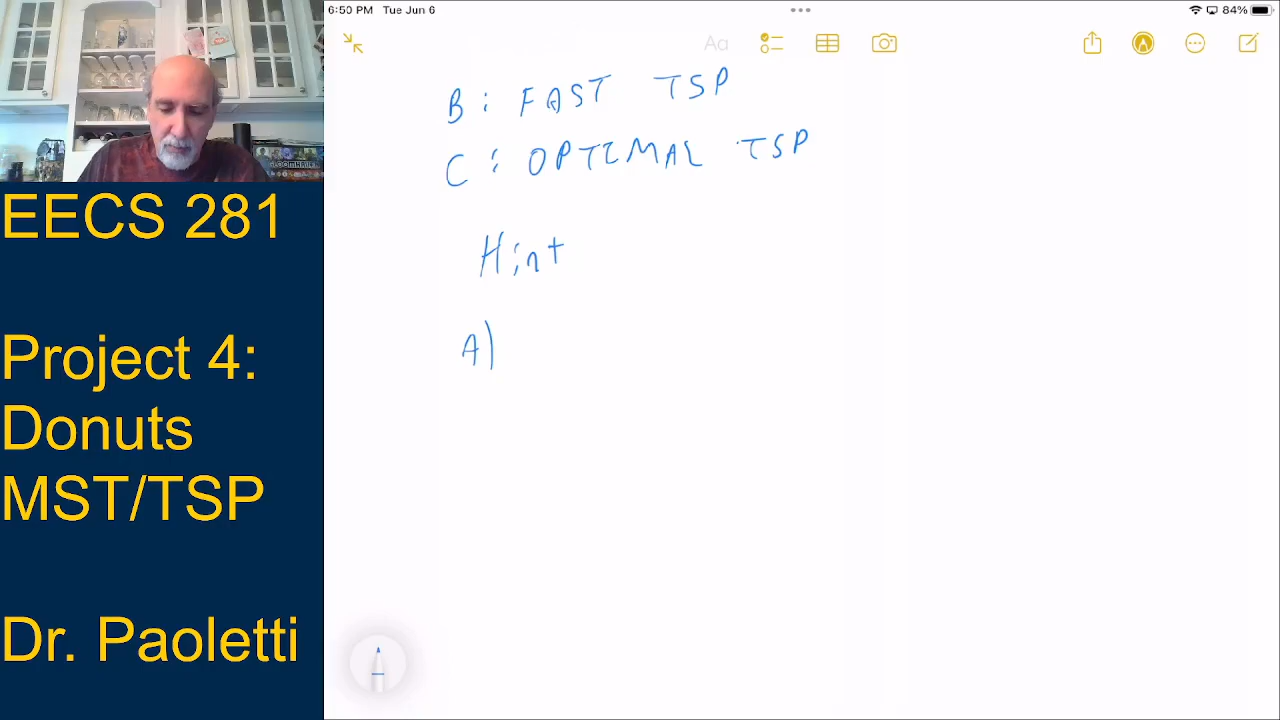 6:50 PM Tue Jun 6
84%
Aa
B: FAST TSP
C: OPTIMAL TSP
Hint
A)
EECS 281
Project 4:
Donuts
MST/TSP
Dr. Paoletti